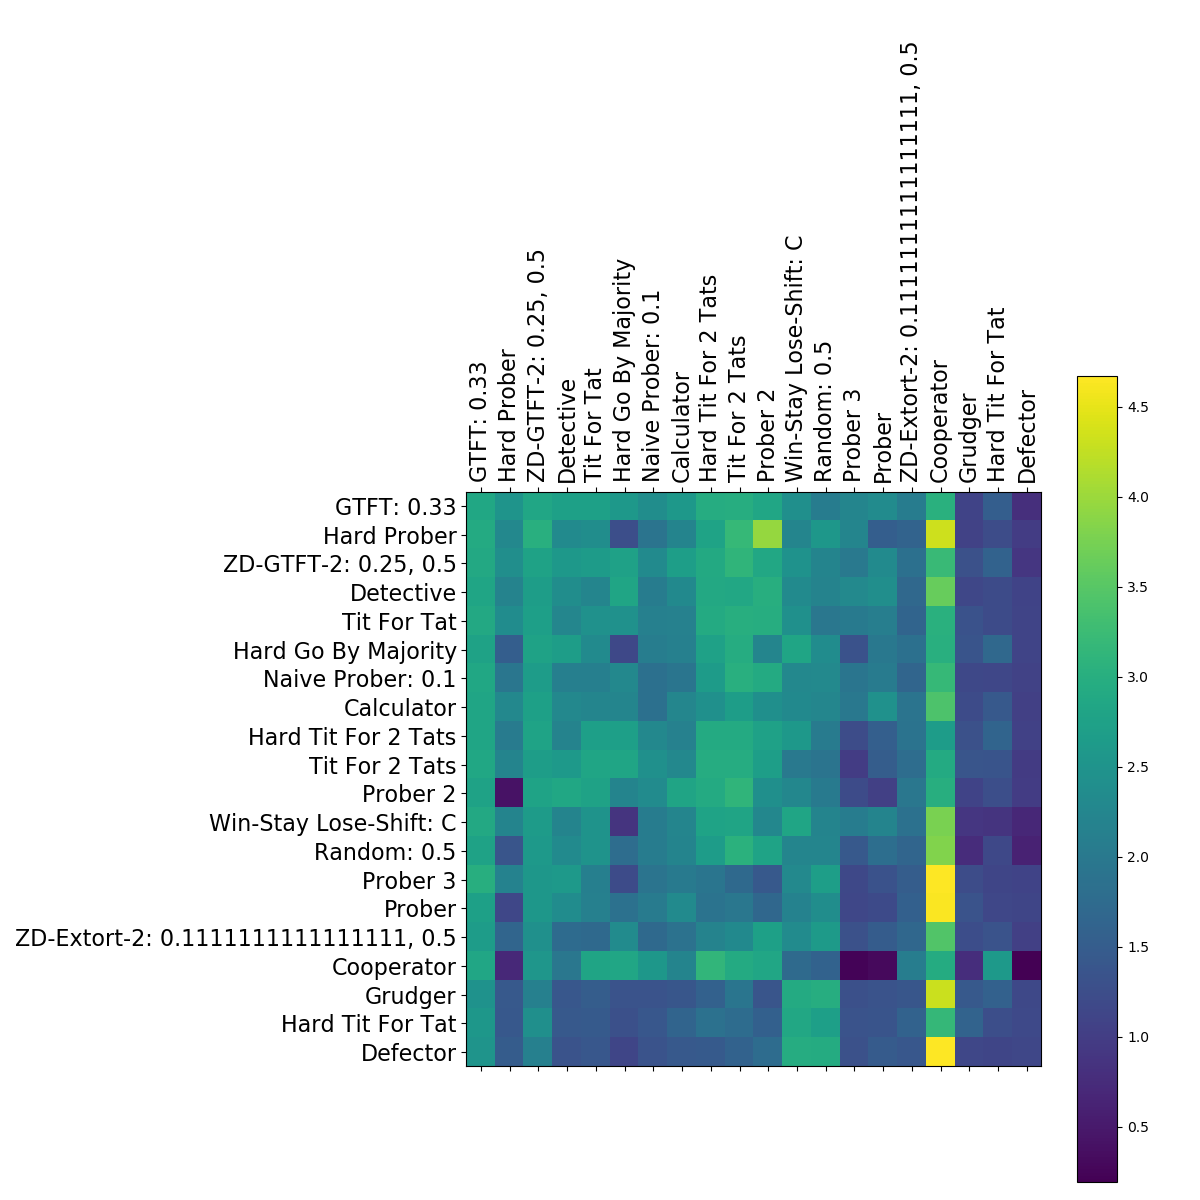 GTFT: 0.33
Hard Prober
ZD-GTFT-2: 0.25, 0.5
Detective
Tit For Tat
Hard Go By Majority
Naive Prober: 0.1
Calculator
Hard Tit For 2 Tats
Tit For 2 Tats
Prober 2
Win-Stay Lose-Shift: C
Random: 0.5
Prober 3
Prober
ZD-Extort-2: 0.1111111111111111, 0.5
Cooperator
Grudger
Hard Tit For Tat
Defector
GTFT: 0.33
Hard Prober
ZD-GTFT-2: 0.25, 0.5
Detective
Tit For Tat
Hard Go By Majority
Naive Prober: 0.1
Calculator
Hard Tit For 2 Tats
Tit For 2 Tats
Prober 2
Win-Stay Lose-Shift: C
Random: 0.5
Prober 3
Prober
ZD-Extort-2: 0.1111111111111111, 0.5
Cooperator
Grudger
Hard Tit For Tat
Defector
4.5
4.0
3.5
3.0
2.5
2.0
1.5
1.0
0.5